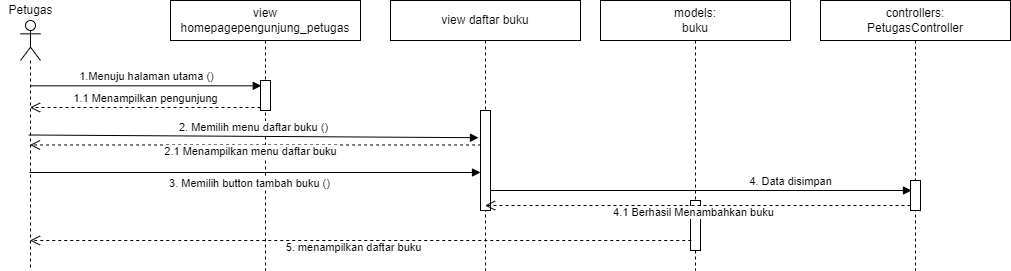 Petugas
view
homepagepengunjung_petugas
view daftar buku
models:
buku
controllers:
PetugasController
1.Menuju halaman utama ()
1.1 Menampilkan pengunjung
2. Memilih menu daftar buku ()
2.1 Menampilkan menu daftar buku
3. Memilih button tambah buku ()
4. Data disimpan
4.1 Berhasil Menambahkan buku
5. menampilkan daftar buku